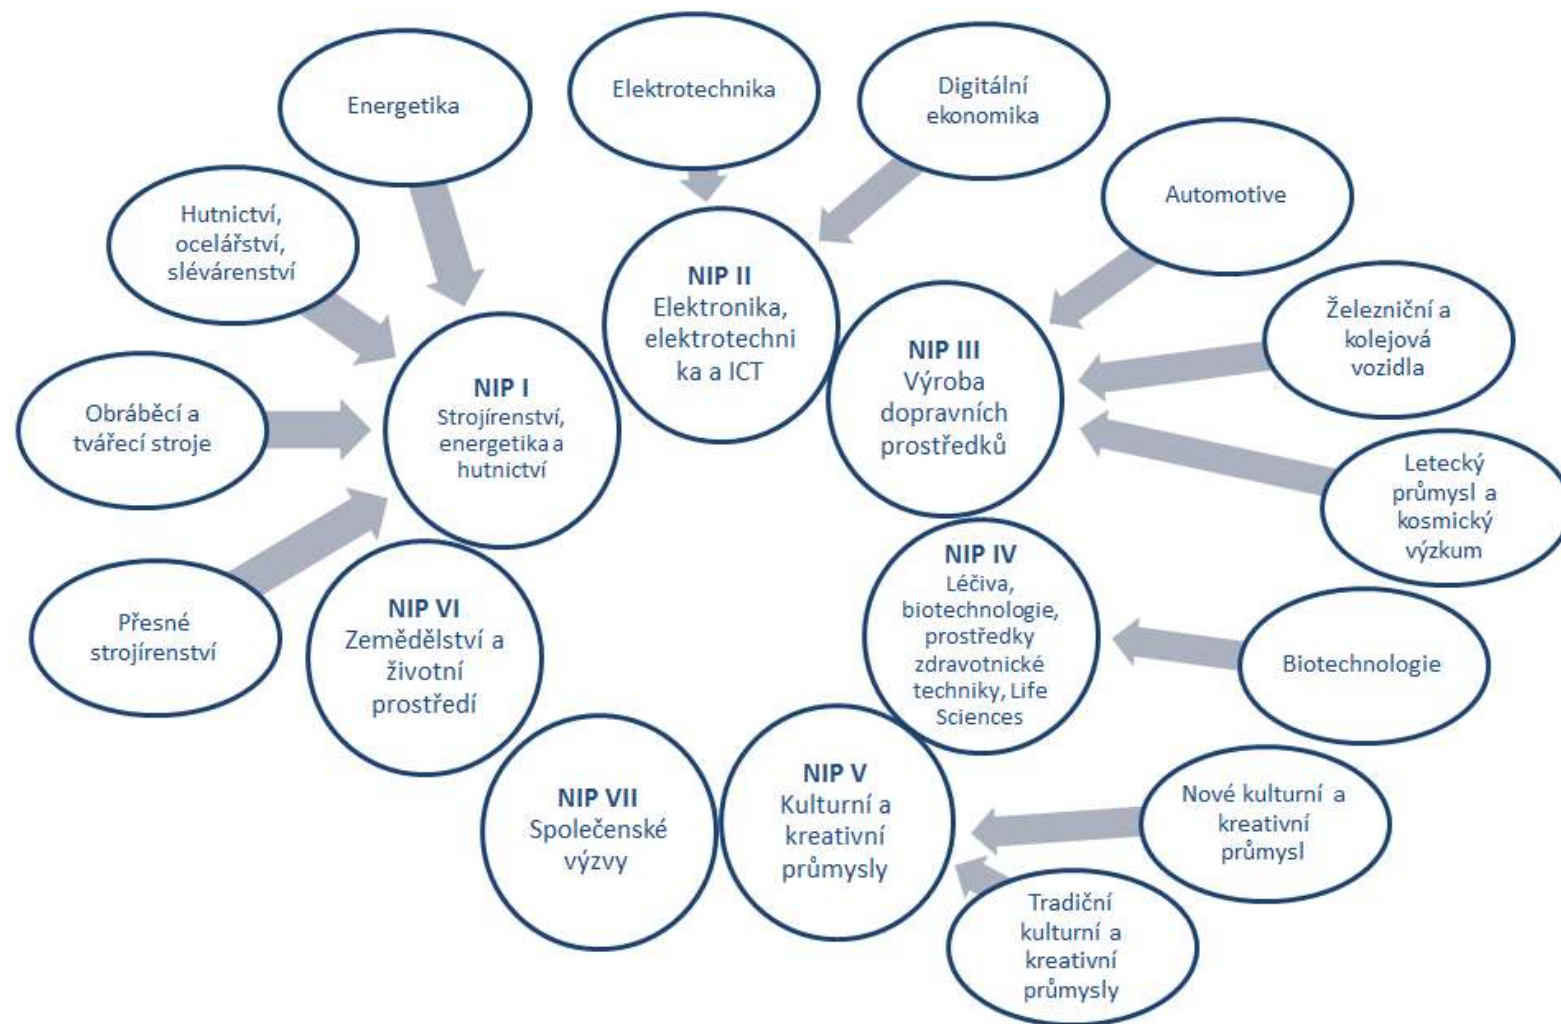 Energetika
Elektrotechnika
Digitální
ekonomika
Automotive
Hutnictví,
ocelářství,
slévárenství
Železniční a
kolejová
vozidla
Obráběcí a
tvářecí stroje
Letecký
průmysl a
kosmický
výzkum
Přesné
strojírenství
Biotechnologie
Nové kulturní a
kreativní
průmysl
Tradiční
kulturní a
kreativní
průmysly
NIP I
Strojírenství,
energetika a
hutnictví
NIP II
Elektronika,
elektrotechni
ka a ICT
NIP III
Výroba
dopravních
prostředků
NIP IV
Léčiva,
biotechnologie,
prostředky
zdravotnické
techniky, Life
Sciences
NIP V
Kulturní a
kreativní
průmysly
NIP VII
Společenské
výzvy
NIP VI
Zemědělství a
životní
prostředí